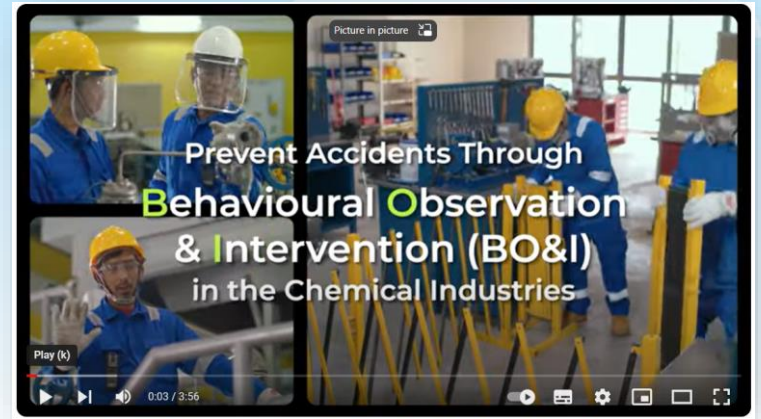 Picture in picture
Prevent Accidents Through
Behavioural Observation
& Intervention (BO&I)
in the Chemical Industries
Play (k)
0:03 / 3:56